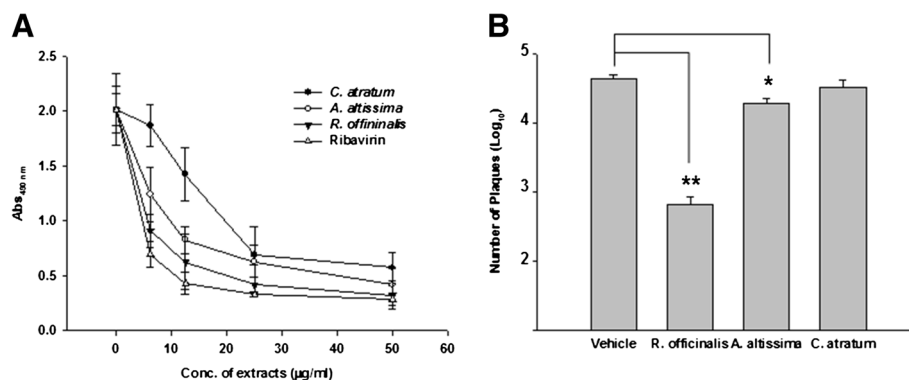 A
2.5
2.0
1.5
1.0
0.5
0.0
Abs450 nm
C. atratum
A. altissima
R. offininalis
Ribavirin
0 10 20 30 40 50 60
Conc. of extracts (µg/ml)
B
5
4
3
2
Number of Plaques (Log10)
**
*
Vehicle R. officinalis A. altissima C. atratum